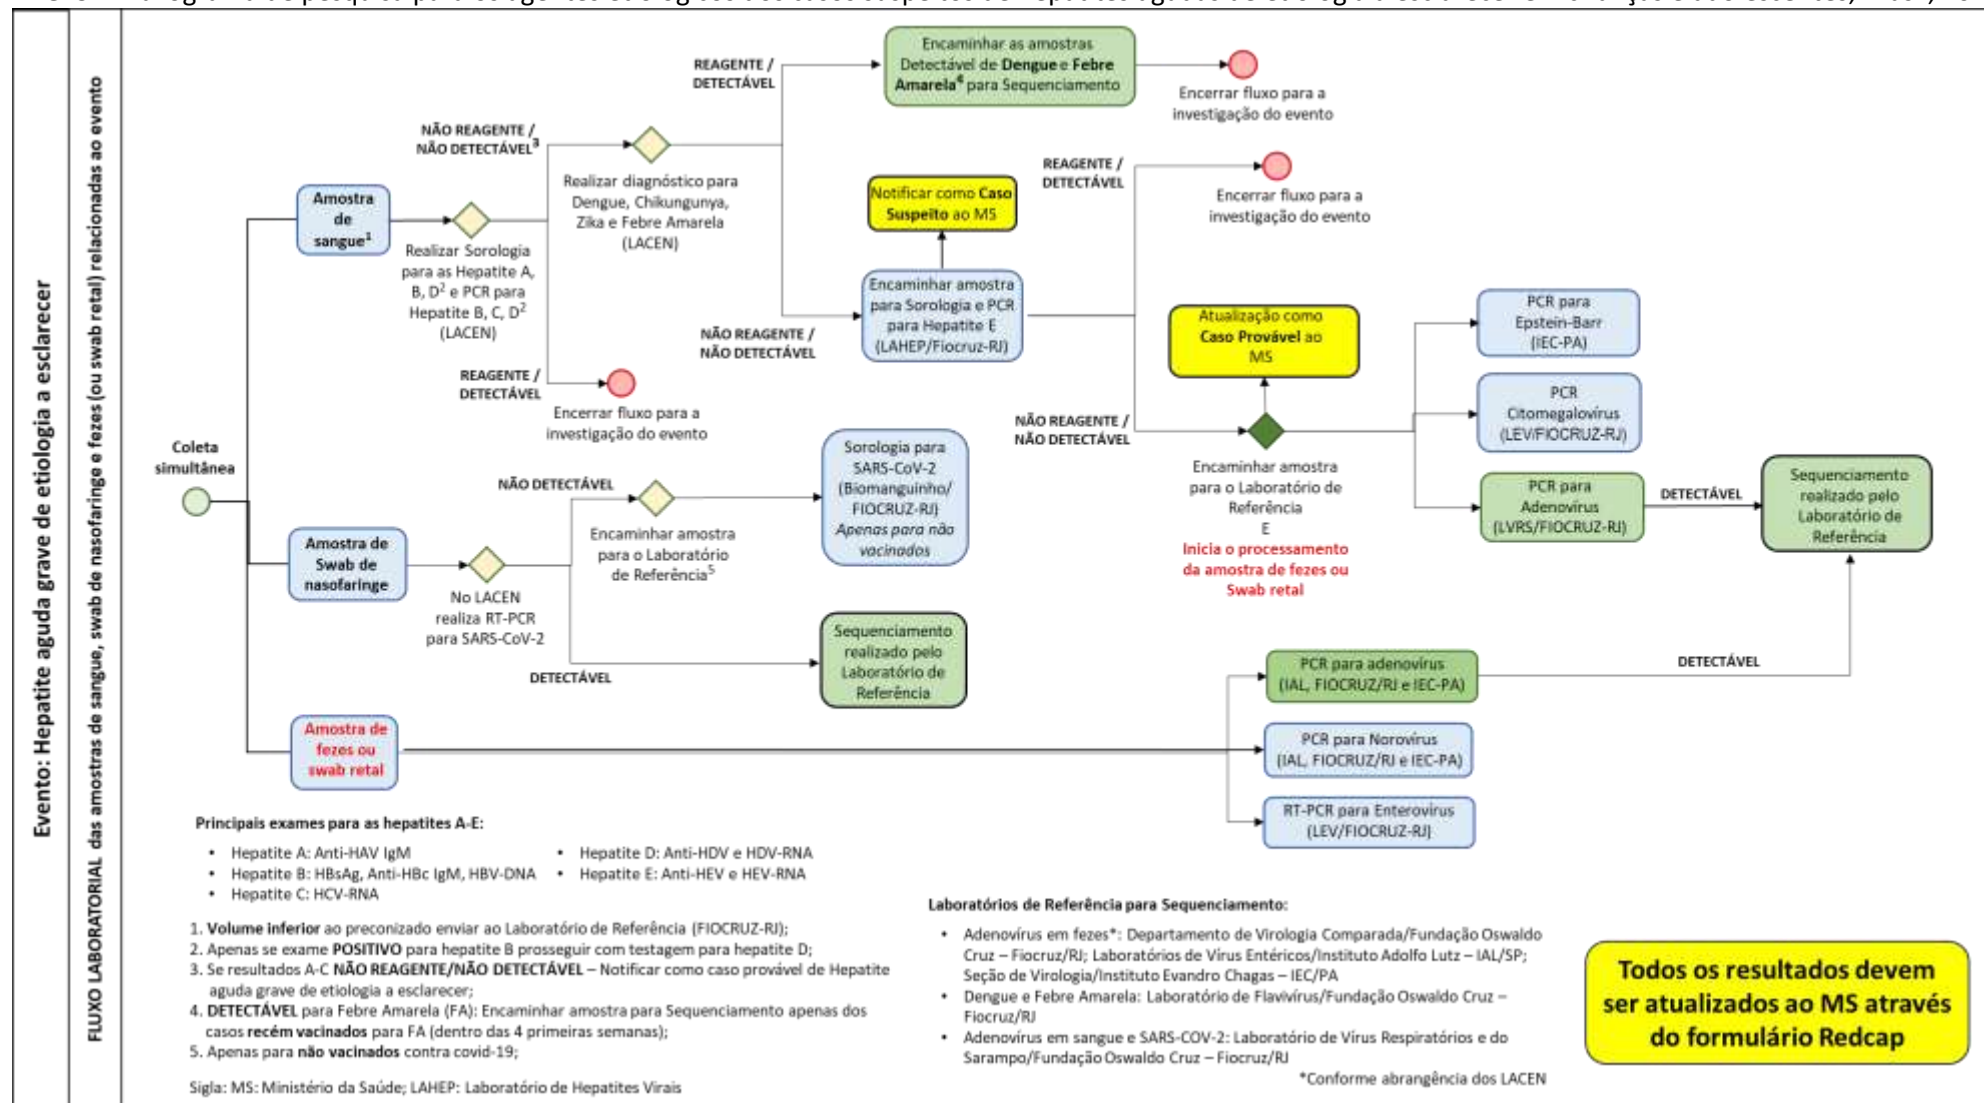 Evento: Hepatite aguda grave de etiologia a esclarecer
FLUXO LABORATORIAL das amostras de sangue, swab de nasofaringe e fezes (ou swab retal) relacionadas ao evento
Coleta
simultânea
Amostra
de
sangue¹
Realizar Sorologia
para as Hepatite A,
B, D² e PCR para
Hepatite B, C, D²
(LACEN)
NÃO REAGENTE /
NÃO DETECTÁVEL³
REAGENTE /
DETECTÁVEL
Encerrar fluxo para a
investigação do evento
Realizar diagnóstico para
Dengue, Chikungunya,
Zika e Febre Amarela
(LACEN)
REAGENTE /
DETECTÁVEL
Encaminhar as amostras
Detectável de Dengue e Febre
Amarela⁴ para Sequenciamento
Encerrar fluxo para a
investigação do evento
NÃO REAGENTE /
NÃO DETECTÁVEL
Notificar como Caso
Suspeito ao MS
Encaminhar amostra
para Sorologia e PCR
para Hepatite E
(LAHEP/Fiocruz-RJ)
REAGENTE /
DETECTÁVEL
Encerrar fluxo para a
investigação do evento
NÃO REAGENTE /
NÃO DETECTÁVEL
Atualização como
Caso Provável ao
MS
Encaminhar amostra
para o Laboratório de
Referência
E
Inicia o processamento
da amostra de fezes ou
Swab retal
PCR para
Epstein-Barr
(IEC-PA)
PCR
Citomegalovírus
(LEV/FIOCRUZ-RJ)
PCR para
Adenovírus
(LVRS/FIOCRUZ-RJ)
DETECTÁVEL
Sequenciamento
realizado pelo
Laboratório de
Referência
Amostra de
Swab de
nasofaringe
No LACEN
realiza RT-PCR
para SARS-CoV-2
NÃO DETECTÁVEL
Encaminhar amostra
para o Laboratório
de Referência⁵
Sorologia para
SARS-CoV-2
(Biomanguinho/
FIOCRUZ-RJ)
Apenas para não
vacinados
DETECTÁVEL
Sequenciamento
realizado pelo
Laboratório de
Referência
Amostra de
fezes ou
swab retal
PCR para adenovírus
(IAL, FIOCRUZ/RJ e IEC-PA)
DETECTÁVEL
PCR para Norovírus
(IAL, FIOCRUZ/RJ e IEC-PA)
RT-PCR para Enterovírus
(LEV/FIOCRUZ-RJ)
Principais exames para as hepatites A-E:
• Hepatite A: Anti-HAV IgM
• Hepatite B: HBsAg, Anti-HBc IgM, HBV-DNA
• Hepatite C: HCV-RNA
• Hepatite D: Anti-HDV e HDV-RNA
• Hepatite E: Anti-HEV e HEV-RNA
1. Volume inferior ao preconizado enviar ao Laboratório de Referência (FIOCRUZ-RJ);
2. Apenas se exame POSITIVO para hepatite B prosseguir com testagem para hepatite D;
3. Se resultados A-C NÃO REAGENTE/NÃO DETECTÁVEL – Notificar como caso provável de Hepatite
aguda grave de etiologia a esclarecer;
4. DETECTÁVEL para Febre Amarela (FA): Encaminhar amostra para Sequenciamento apenas dos
casos recém vacinados para FA (dentro das 4 primeiras semanas);
5. Apenas para não vacinados contra covid-19;
Sigla: MS: Ministério da Saúde; LAHEP: Laboratório de Hepatites Virais
Laboratórios de Referência para Sequenciamento:
• Adenovírus em fezes*: Departamento de Virologia Comparada/Fundação Oswaldo
Cruz – Fiocruz/RJ; Laboratórios de Vírus Entéricos/Instituto Adolfo Lutz – IAL/SP;
Seção de Virologia/Instituto Evandro Chagas – IEC/PA
• Dengue e Febre Amarela: Laboratório de Flavivírus/Fundação Oswaldo Cruz –
Fiocruz/RJ
• Adenovírus em sangue e SARS-COV-2: Laboratório de Vírus Respiratórios e do
Sarampo/Fundação Oswaldo Cruz – Fiocruz/RJ
*Conforme abrangência dos LACEN
Todos os resultados devem
ser atualizados ao MS através
do formulário Redcap